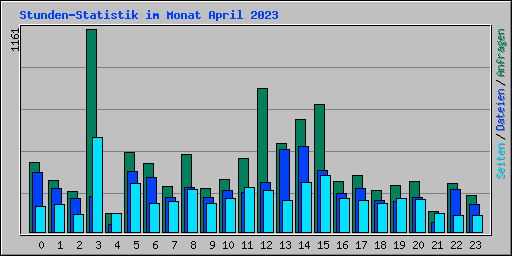 Stunden-Statistik im Monat April 2023
1161
Seiten/Dateien/Anfragen
0 1 2 3 4 5 6 7 8 9 10 11 12 13 14 15 16 17 18 19 20 21 22 23